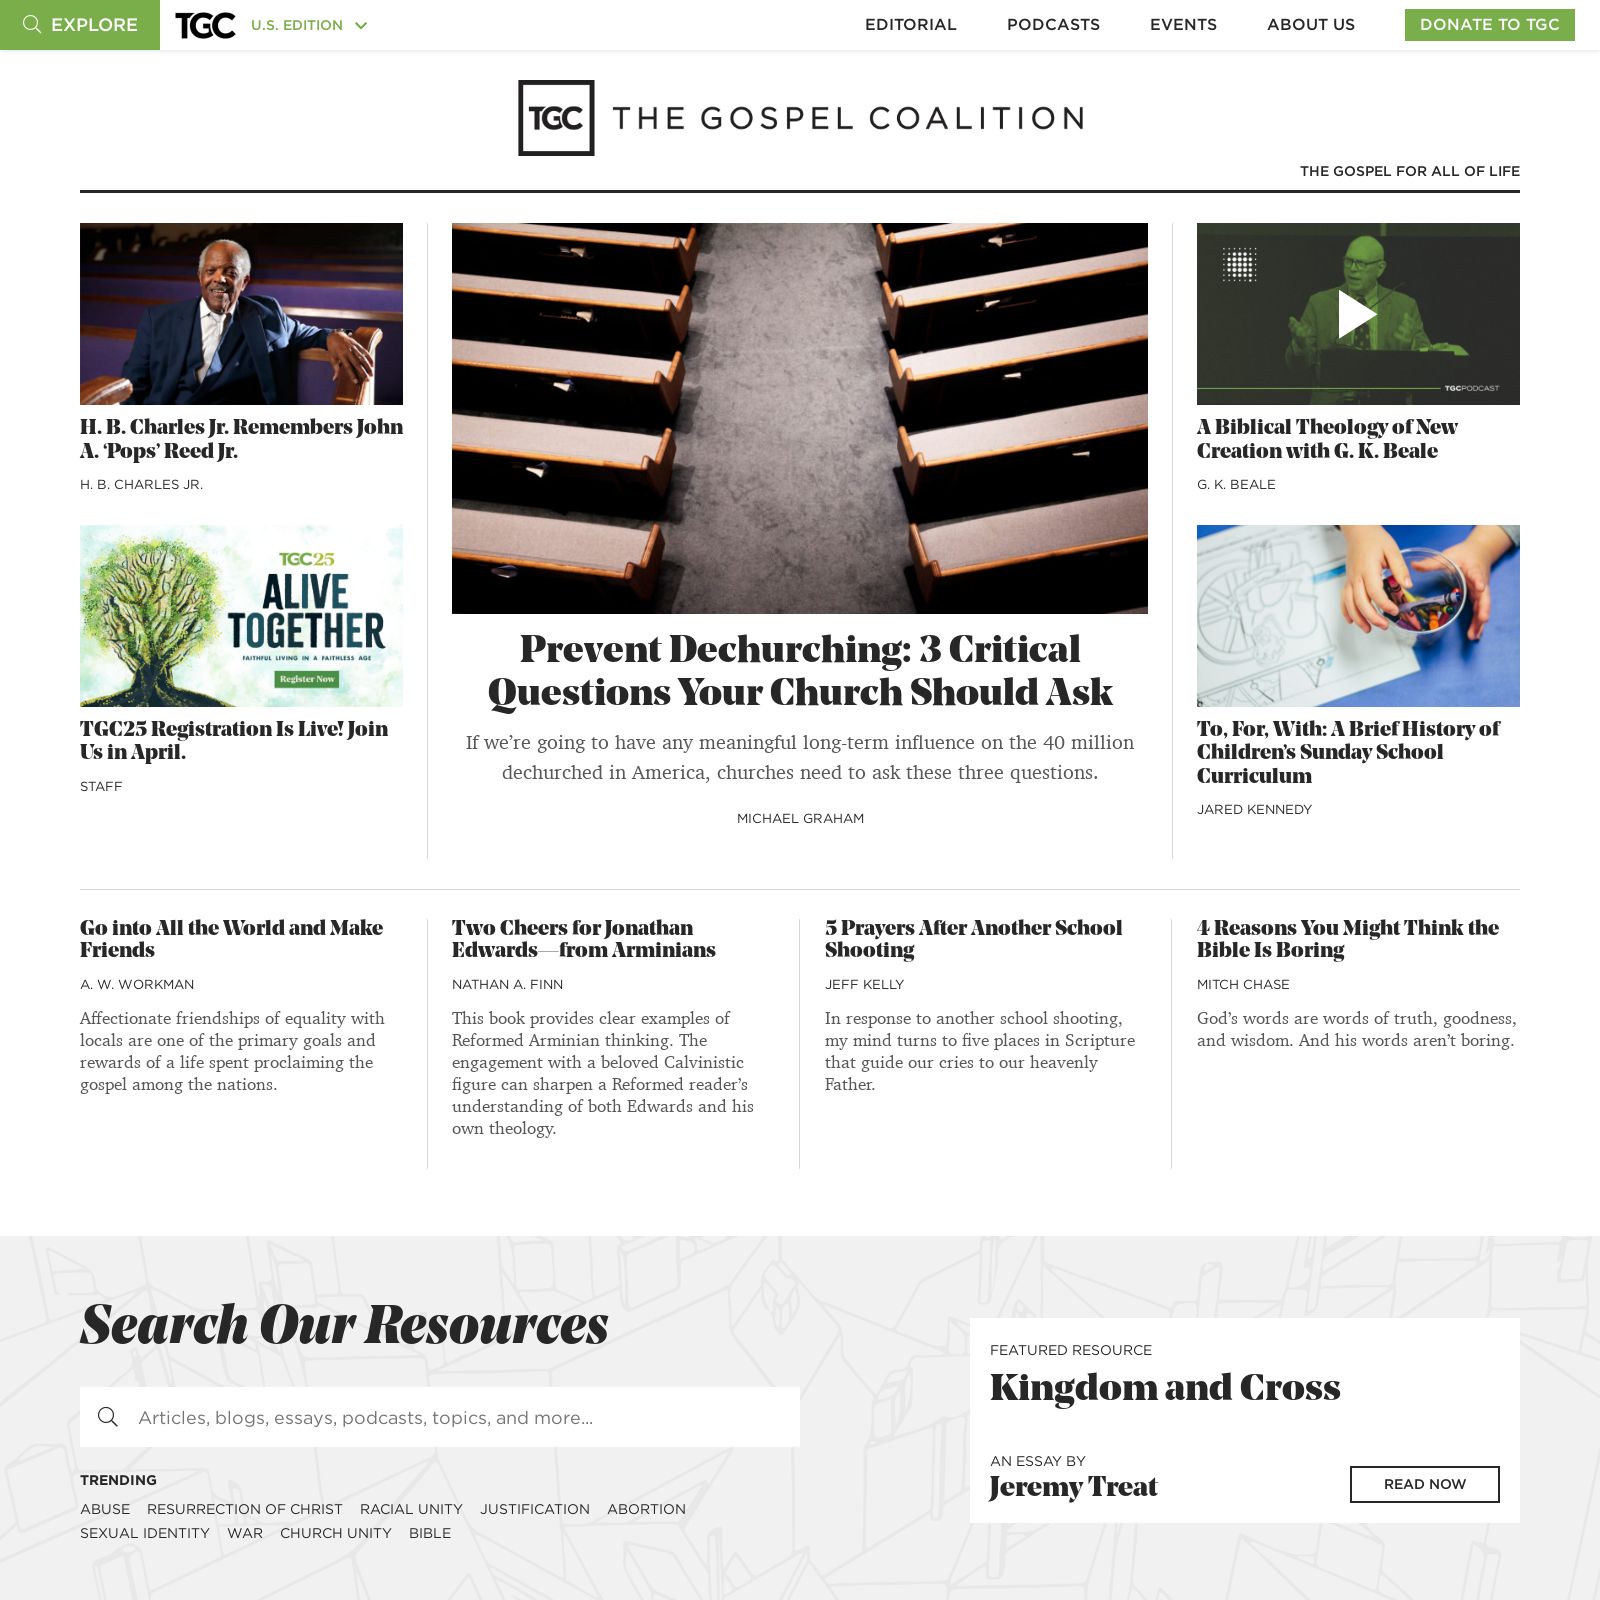 EXPLORE
TGC
U.S. EDITION
EDITORIAL
PODCASTS
EVENTS
ABOUT US
DONATE TO TGC
TGC THE GOSPEL COALITION
THE GOSPEL FOR ALL OF LIFE
H. B. Charles Jr. Remembers John
A. ‘Pops’ Reed Jr.
H. B. CHARLES JR.
TGC25
ALIVE
TOGETHER
FAITHFUL LIVING IN A FAITHLESS AGE
Register Now
TGC25 Registration Is Live! Join
Us in April.
STAFF
Prevent Dechurching: 3 Critical
Questions Your Church Should Ask
If we’re going to have any meaningful long-term influence on the 40 million
dechurched in America, churches need to ask these three questions.
MICHAEL GRAHAM
TGCPODCAST
A Biblical Theology of New
Creation with G. K. Beale
G. K. BEALE
To, For, With: A Brief History of
Children’s Sunday School
Curriculum
JARED KENNEDY
Go into All the World and Make
Friends
A. W. WORKMAN
Affectionate friendships of equality with
locals are one of the primary goals and
rewards of a life spent proclaiming the
gospel among the nations.
Two Cheers for Jonathan
Edwards—from Arminians
NATHAN A. FINN
This book provides clear examples of
Reformed Arminian thinking. The
engagement with a beloved Calvinistic
figure can sharpen a Reformed reader’s
understanding of both Edwards and his
own theology.
5 Prayers After Another School
Shooting
JEFF KELLY
In response to another school shooting,
my mind turns to five places in Scripture
that guide our cries to our heavenly
Father.
4 Reasons You Might Think the
Bible Is Boring
MITCH CHASE
God’s words are words of truth, goodness,
and wisdom. And his words aren’t boring.
Search Our Resources
Articles, blogs, essays, podcasts, topics, and more...
TRENDING
ABUSE RESURRECTION OF CHRIST RACIAL UNITY JUSTIFICATION ABORTION
SEXUAL IDENTITY WAR CHURCH UNITY BIBLE
FEATURED RESOURCE
Kingdom and Cross
AN ESSAY BY
Jeremy Treat
READ NOW